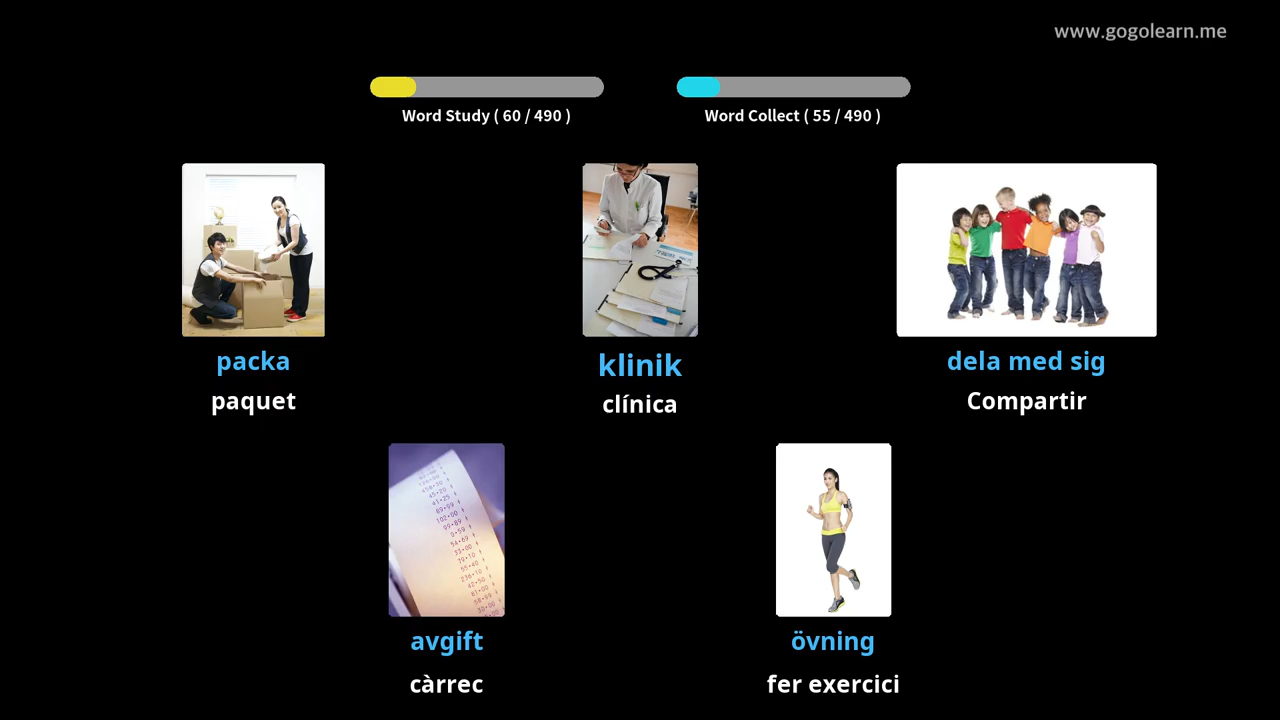 www.gogolearn.me
Word Study ( 60 / 490 )
Word Collect ( 55 / 490 )
packa
paquet
klinik
clínica
dela med sig
Compartir
avgift
càrrec
övning
fer exercici